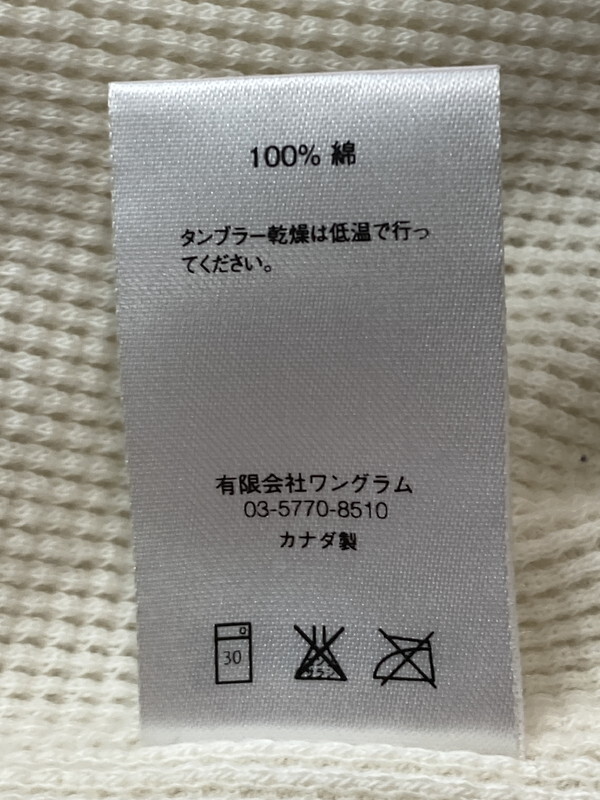 100% 綿
タンブラー乾燥は低温で行っ
てください。
有限会社ワングラム
03-5770-8510
カナダ製
30